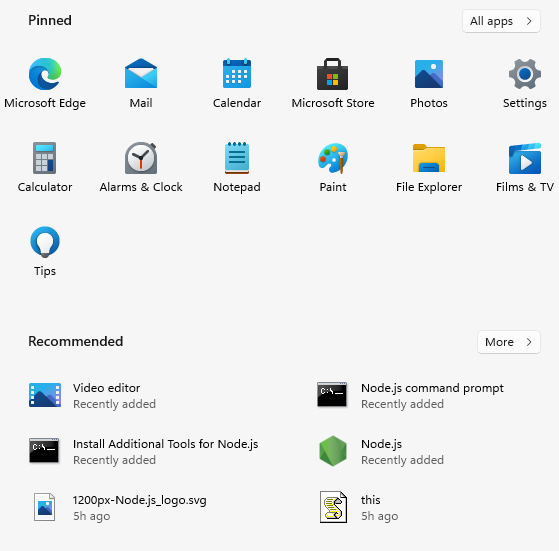 Pinned
All apps
Microsoft Edge
Mail
Calendar
Microsoft Store
Photos
Settings
Calculator
Alarms & Clock
Notepad
Paint
File Explorer
Films & TV
Tips
Recommended
More
Video editor
Recently added
Node.js command prompt
Recently added
Install Additional Tools for Node.js
Recently added
Node.js
Recently added
1200px-Node.js_logo.svg
5h ago
this
5h ago